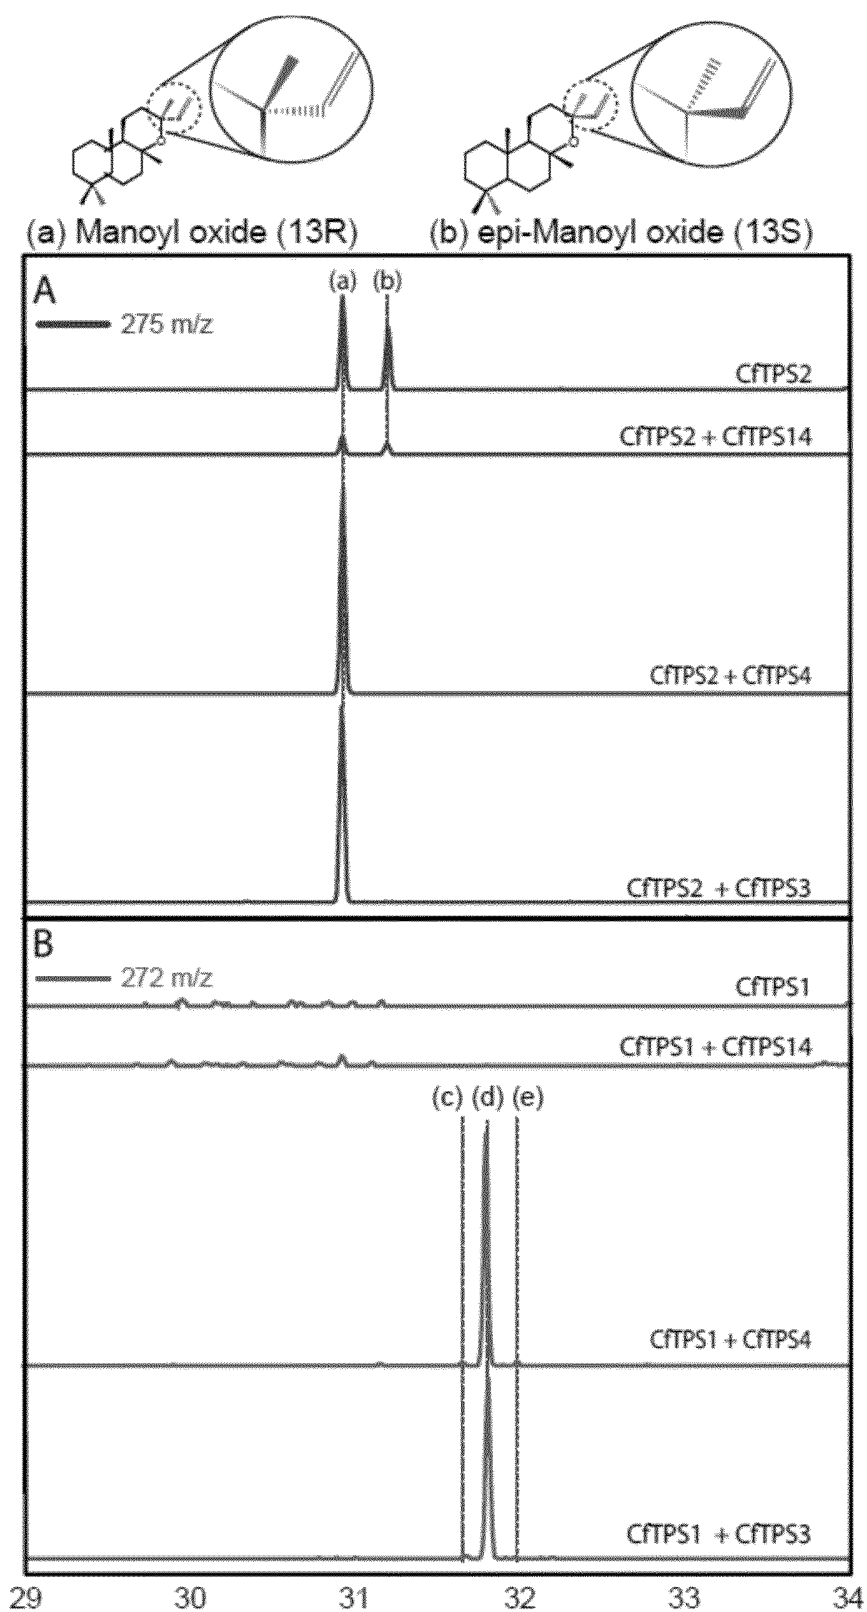 O
O
(a) Manoyl oxide (13R)
(b) epi-Manoyl oxide (13S)
A
(a) (b)
275 m/z
CfTPS2
CfTPS2 + CfTPS14
CfTPS2 + CfTPS4
CfTPS2 + CfTPS3
B
272 m/z
CfTPS1
CfTPS1 + CfTPS14
(c) (d) (e)
CfTPS1 + CfTPS4
CfTPS1 + CfTPS3
29 30 31 32 33 34